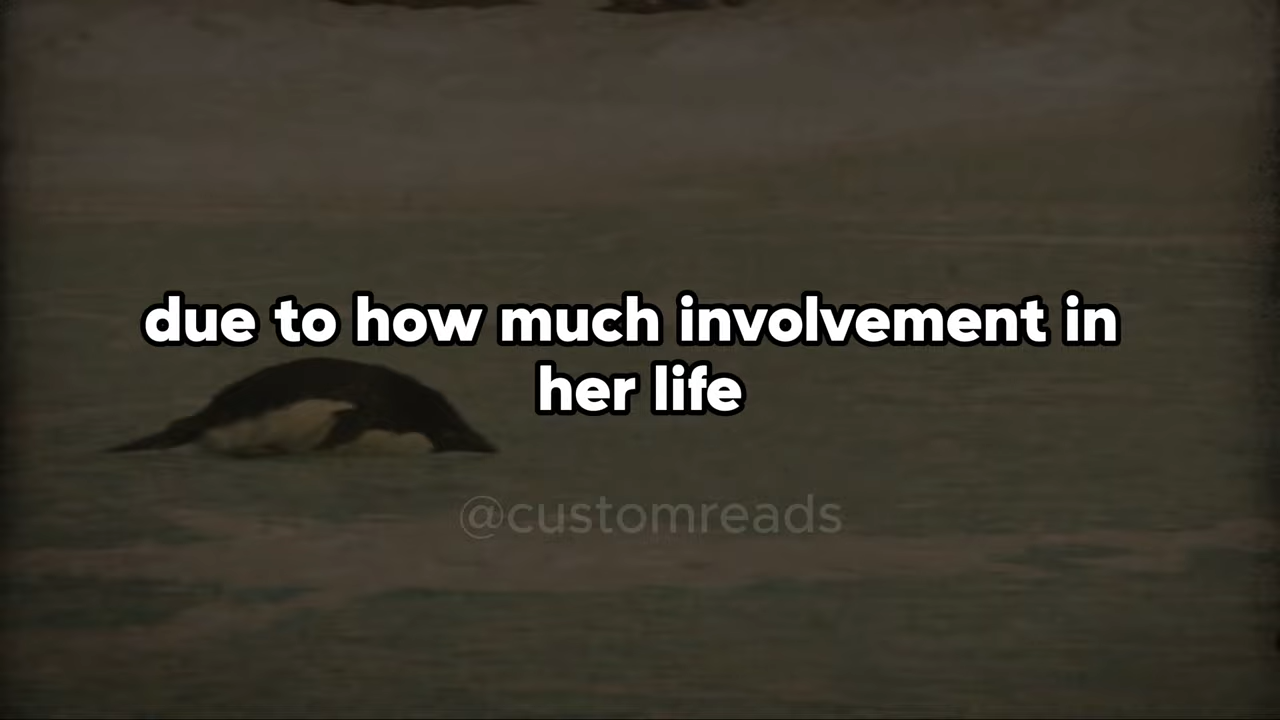 due to how much involvement in
her life
@customreads